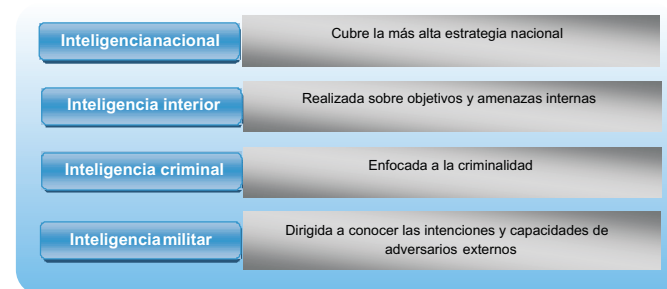 Inteligencianacional
Cubre la más alta estrategia nacional
Inteligencia interior
Realizada sobre objetivos y amenazas internas
Inteligencia criminal
Enfocada a la criminalidad
Inteligenciamilitar
Dirigida a conocer las intenciones y capacidades de
adversarios externos